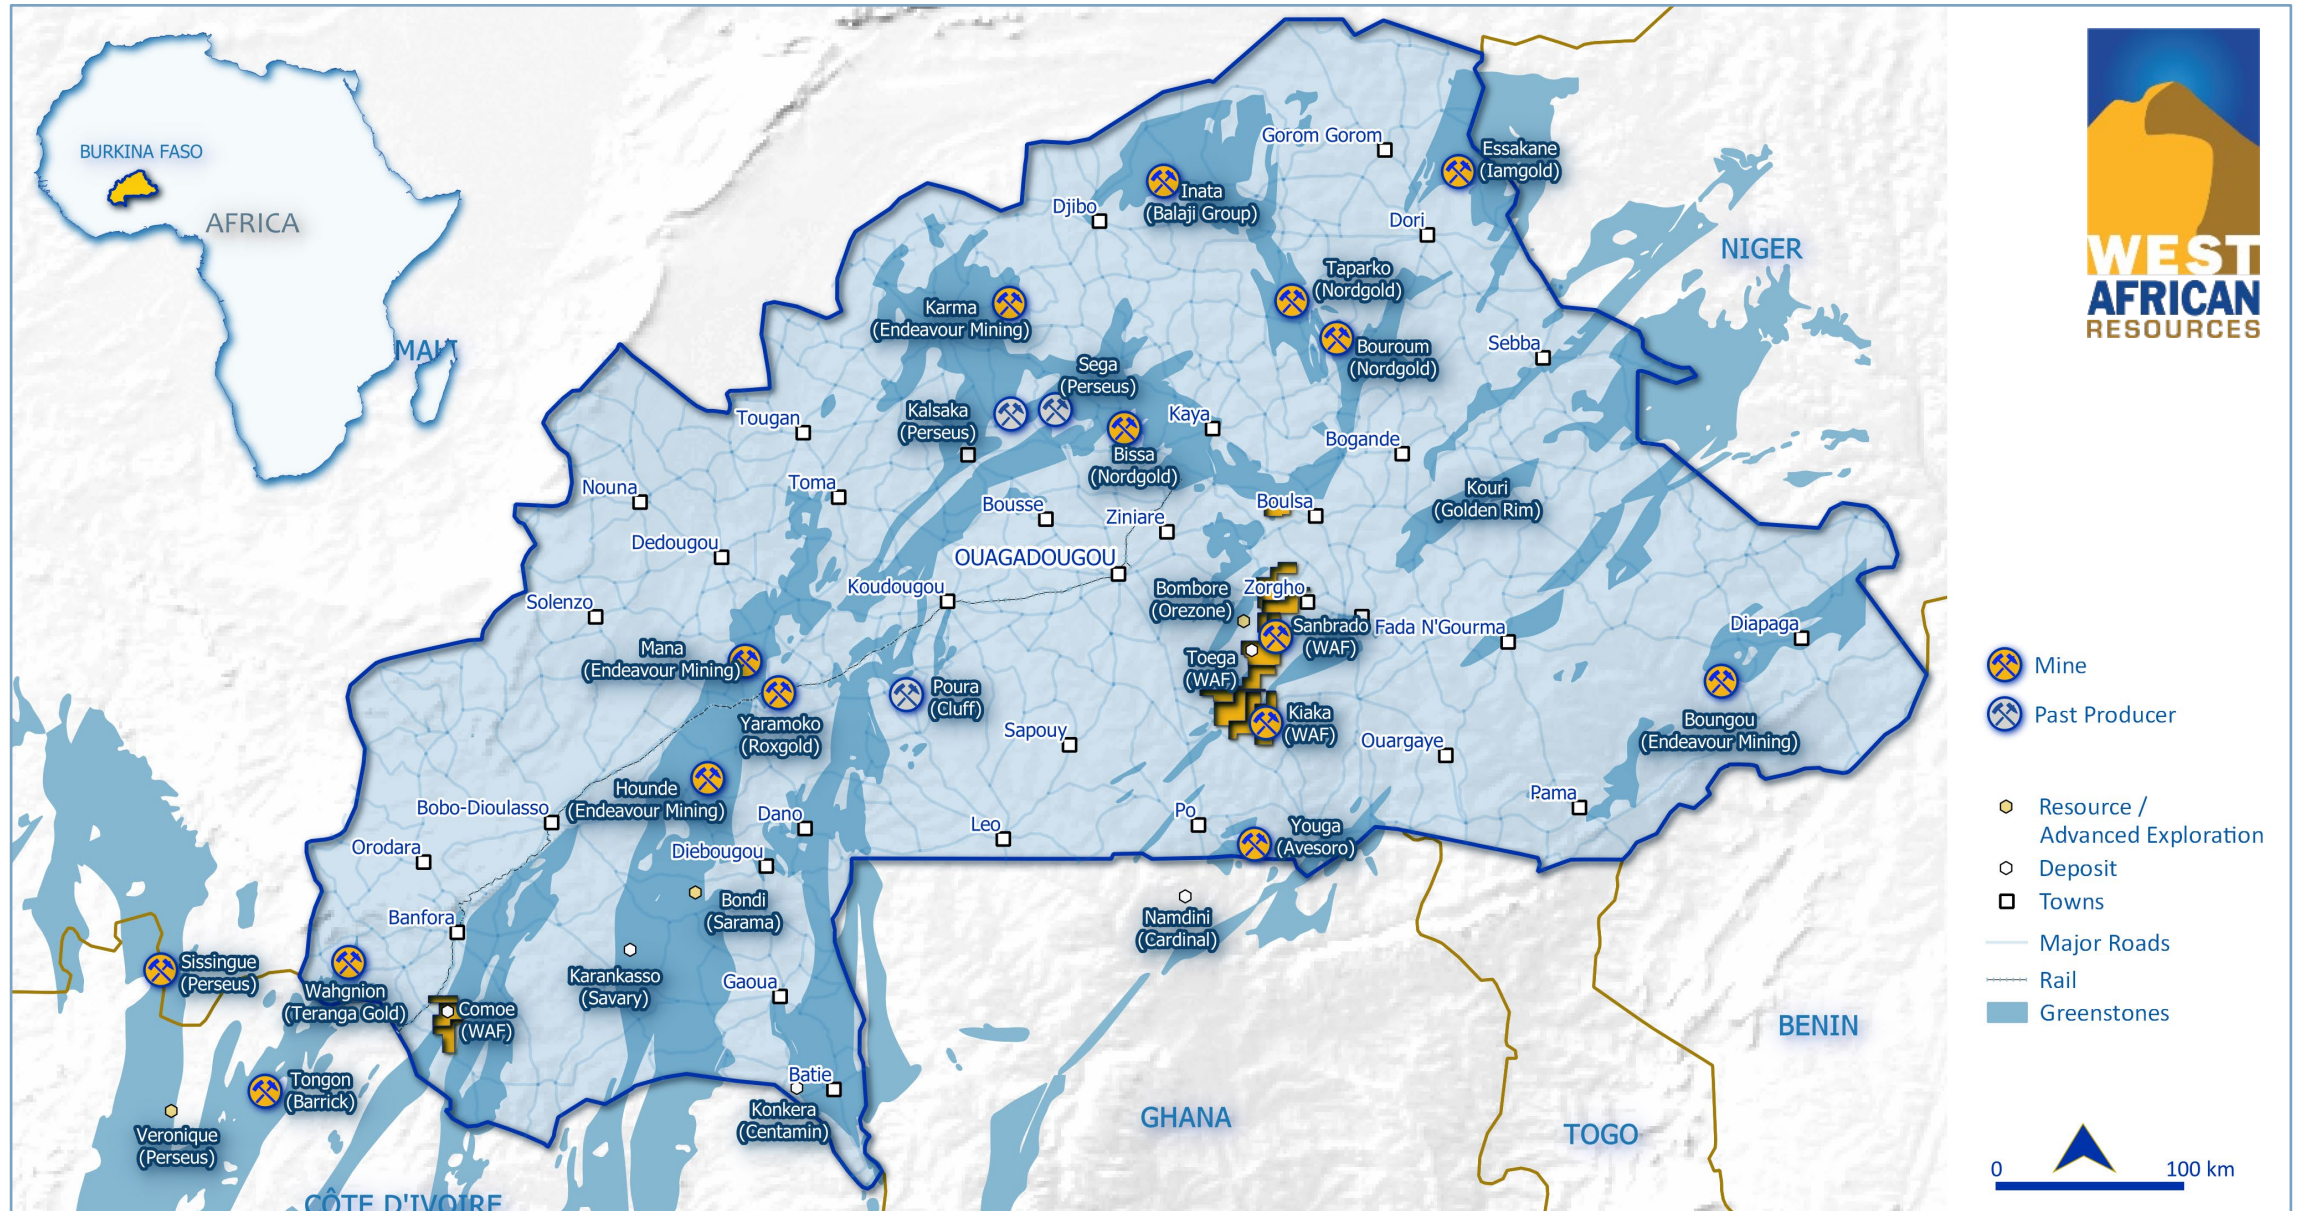 BURKINA FASO
AFRICA
MALI
NIGER
BENIN
TOGO
GHANA
CÔTE D'IVOIRE
Gorom Gorom
Essakane
(Iamgold)
Inata
(Balaji Group)
Djibo
Dori
Taparko
(Nordgold)
Karma
(Endeavour Mining)
Bouroum
(Nordgold)
Sebba
Sega
(Perseus)
Kalsaka
(Perseus)
Kaya
Tougan
Bissa
(Nordgold)
Bogande
Nouna
Toma
Bousse
Ziniare
Boulsa
Kouri
(Golden Rim)
Dedougou
OUAGADOUGOU
Koudougou
Bombore
(Orezone)
Zorgho
Solenzo
Sanbrado
(WAF)
Fada N'Gourma
Diapaga
Mana
(Endeavour Mining)
Toega
(WAF)
Poura
(Cluff)
Yaramoko
(Roxgold)
Kiaka
(WAF)
Sapouy
Ouargaye
Boungou
(Endeavour Mining)
Hounde
(Endeavour Mining)
Bobo-Dioulasso
Dano
Leo
Po
Youga
(Avesoro)
Pama
Orodara
Diebougou
Bondi
(Sarama)
Banfora
Namdini
(Cardinal)
Sissingue
(Perseus)
Wahgnion
(Teranga Gold)
Karankasso
(Savary)
Gaoua
Comoe
(WAF)
Tongon
(Barrick)
Batie
Konkera
(Centamin)
Veronique
(Perseus)
WEST
AFRICAN
RESOURCES
Mine
Past Producer
Resource /
Advanced Exploration
Deposit
Towns
Major Roads
Rail
Greenstones
0 100 km